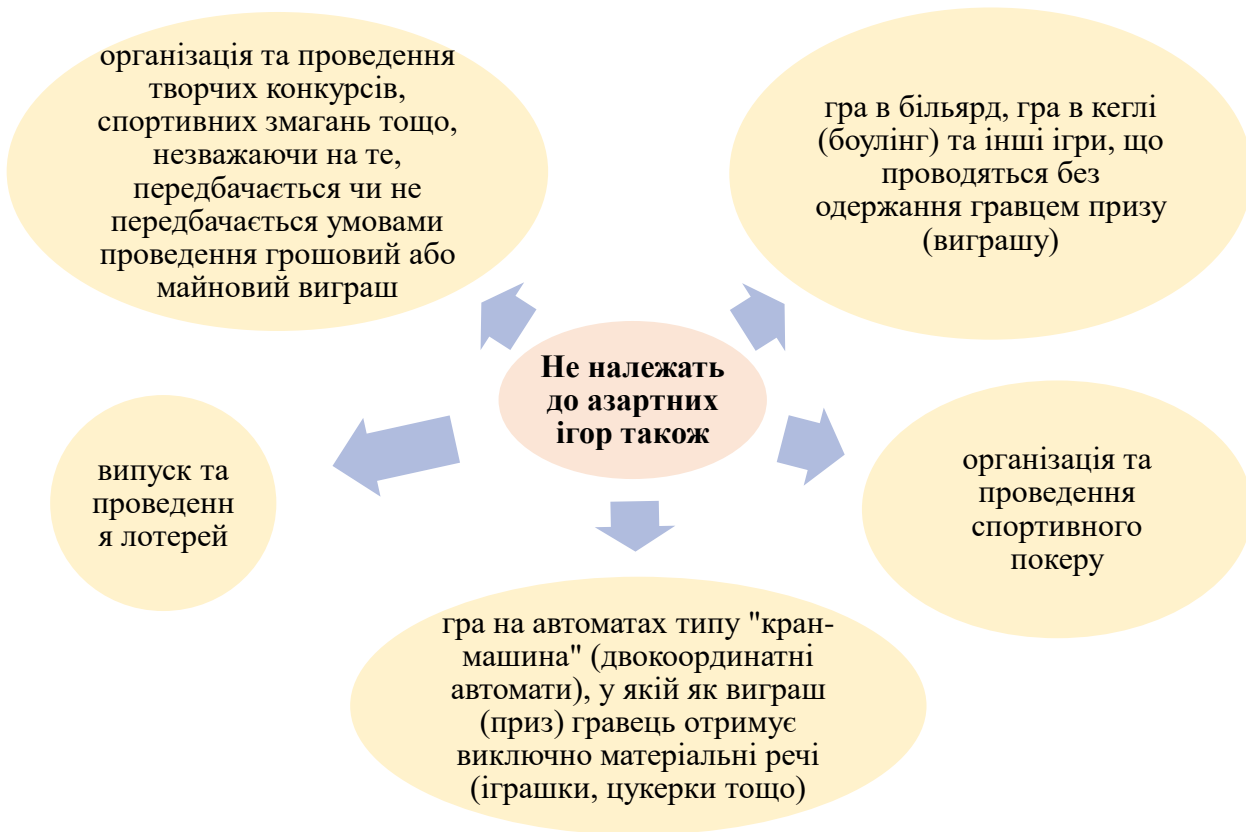 організація та проведення
творчих конкурсів,
спортивних змагань тощо,
незважаючи на те,
передбачається чи не
передбачається умовами
проведення грошовий або
майновий виграш
гра в більярд, гра в кеглі
(боулінг) та інші ігри, що
проводяться без
одержання гравцем призу
(виграшу)
Не належать
до азартних
ігор також
випуск та
проведенн
я лотерей
організація та
проведення
спортивного
покеру
гра на автоматах типу "кран-
машина" (двокоординатні
автомати), у якій як виграш
(приз) гравець отримує
виключно матеріальні речі
(іграшки, цукерки тощо)